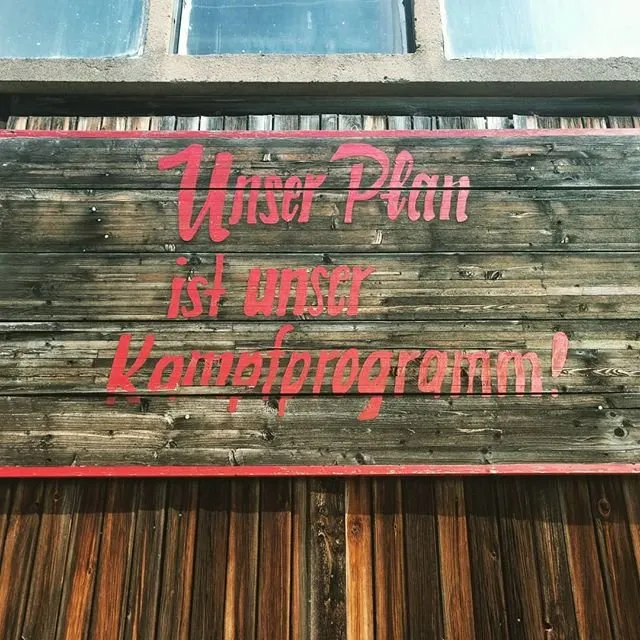 Unser Plan
ist unser
Kampfprogramm!